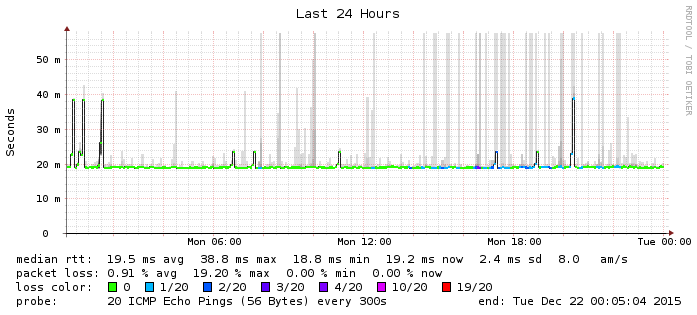 Last 24 Hours
RRDTOOL / TOBI OETIKER
Seconds
50 m
40 m
30 m
20 m
10 m
0
Mon 06:00 Mon 12:00 Mon 18:00 Tue 00:00
median rtt: 19.5 ms avg 38.8 ms max 18.8 ms min 19.2 ms now 2.4 ms sd 8.0 am/s
packet loss: 0.91 % avg 19.20 % max 0.00 % min 0.00 % now
loss color: 0 1/20 2/20 3/20 4/20 10/20 19/20
probe: 20 ICMP Echo Pings (56 Bytes) every 300s end: Tue Dec 22 00:05:04 2015